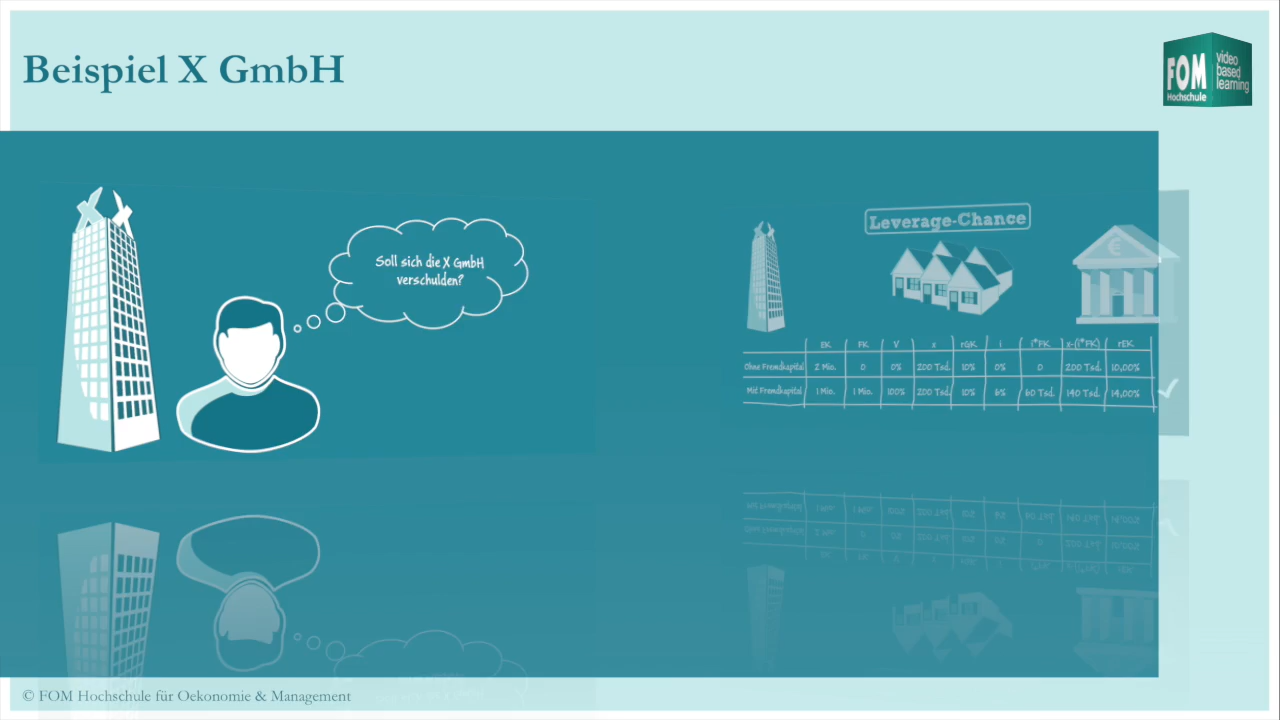 Beispiel X GmbH
FOM
Hochschule
video
based
learning
Soll sich die X GmbH
verschulden?
Leverage-Chance
€
EK FK V x rGK i i*FK x-(i*FK) rEK
Ohne Fremdkapital 2 Mio. 0 0% 200 Tsd. 10% 0% 0 200 Tsd. 10,00%
Mit Fremdkapital 1 Mio. 1 Mio. 100% 200 Tsd. 10% 6% 60 Tsd. 140 Tsd. 14,00%
© FOM Hochschule für Oekonomie & Management